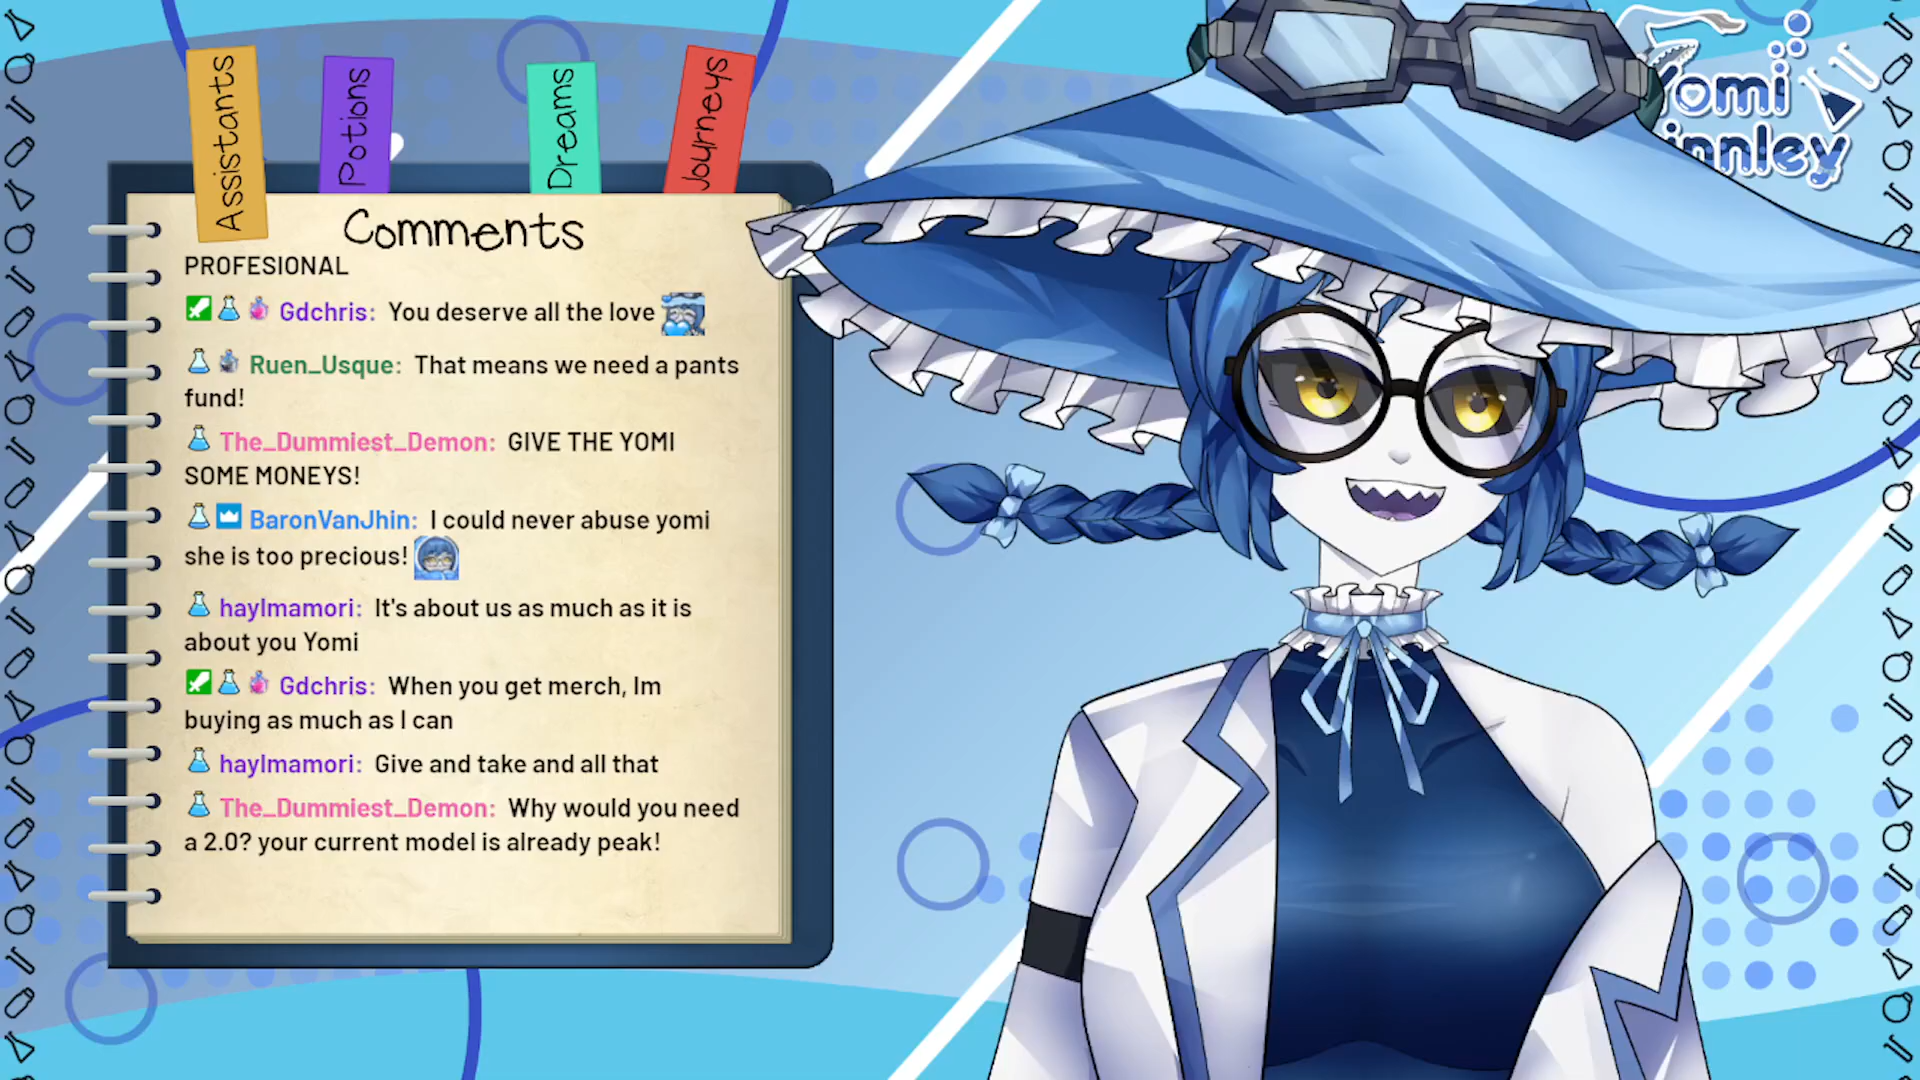 Assistants
Potions
Dreams
Journeys
Yomi
Comments
PROFESIONAL
Gdchris: You deserve all the love
Ruen_Usque: That means we need a pants
fund!
The_Dummiest_Demon: GIVE THE YOMI
SOME MONEYS!
BaronVanJhin: I could never abuse yomi
she is too precious!
haylmamori: It's about us as much as it is
about you Yomi
Gdchris: When you get merch, Im
buying as much as I can
haylmamori: Give and take and all that
The_Dummiest_Demon: Why would you need
a 2.0? your current model is already peak!